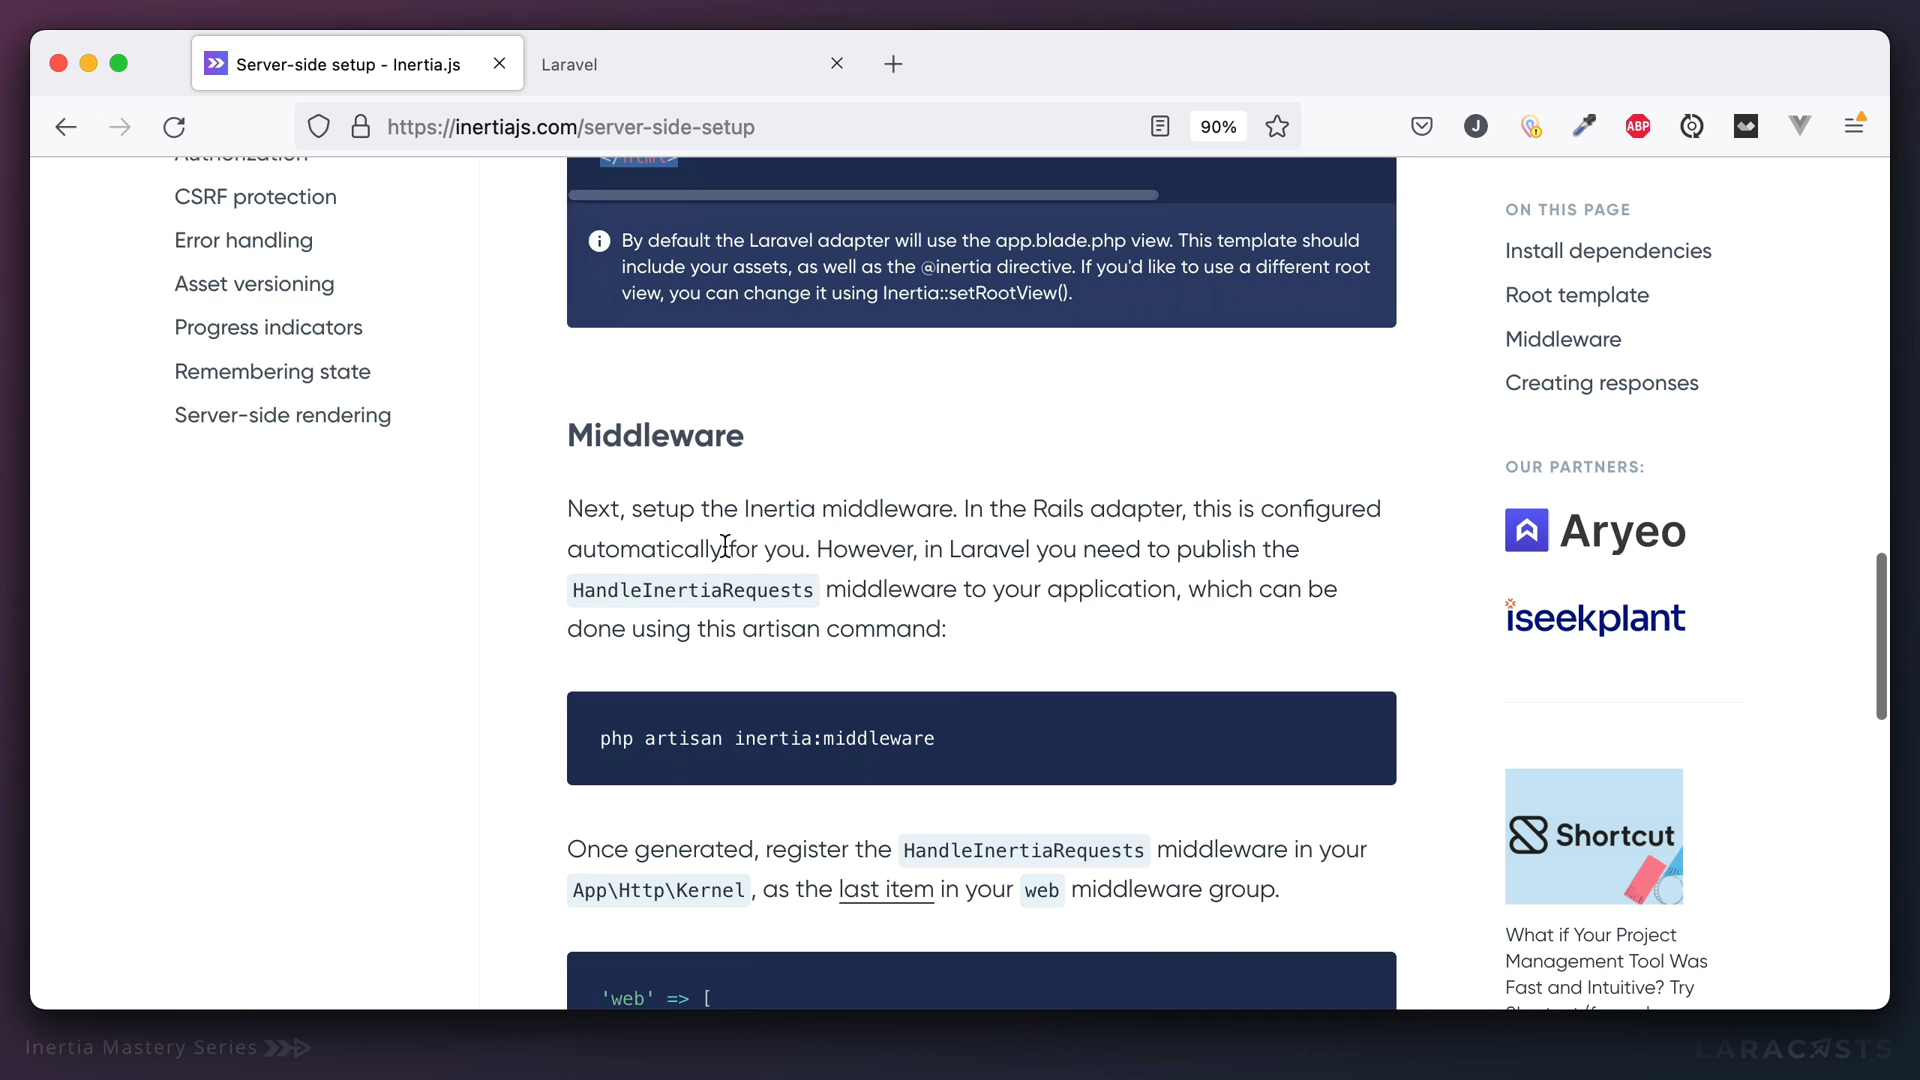 Server-side setup - Inertia.js
Laravel
https://inertiajs.com/server-side-setup
90%
J
ABP
Authorization
CSRF protection
Error handling
Asset versioning
Progress indicators
Remembering state
Server-side rendering
</html>
By default the Laravel adapter will use the app.blade.php view. This template should
include your assets, as well as the @inertia directive. If you'd like to use a different root
view, you can change it using Inertia::setRootView().
Middleware
Next, setup the Inertia middleware. In the Rails adapter, this is configured
automatically for you. However, in Laravel you need to publish the
HandleInertiaRequests middleware to your application, which can be
done using this artisan command:
php artisan inertia:middleware
Once generated, register the HandleInertiaRequests middleware in your
App\Http\Kernel, as the last item in your web middleware group.
'web' => [
ON THIS PAGE
Install dependencies
Root template
Middleware
Creating responses
OUR PARTNERS:
Aryeo
iseekplant
Shortcut
What if Your Project
Management Tool Was
Fast and Intuitive? Try
Inertia Mastery Series
LARACASTS